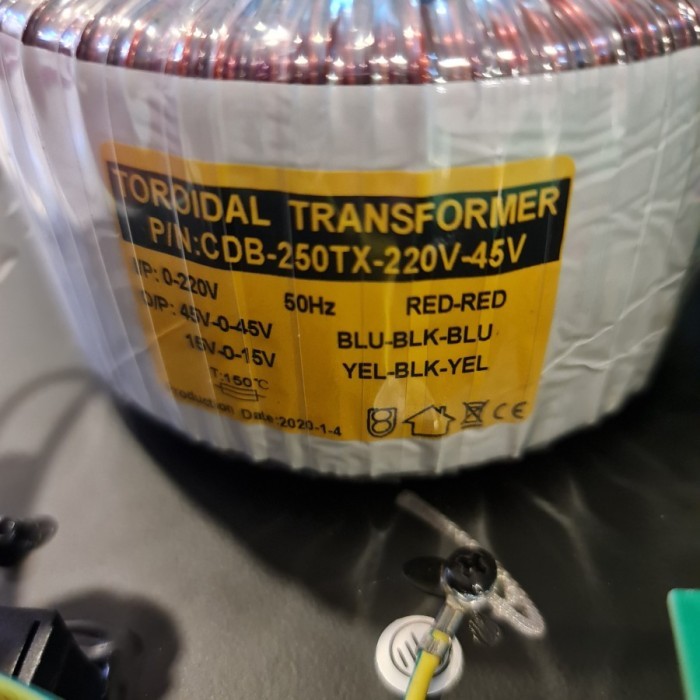 TOROIDAL TRANSFORMER
P/N:CDB-250TX-220V-45V
I/P: 0-220V 50Hz RED-RED
O/P: 45V-0-45V BLU-BLK-BLU
15V-0-15V YEL-BLK-YEL
T:150℃
Production Date:2020-1-4
CE